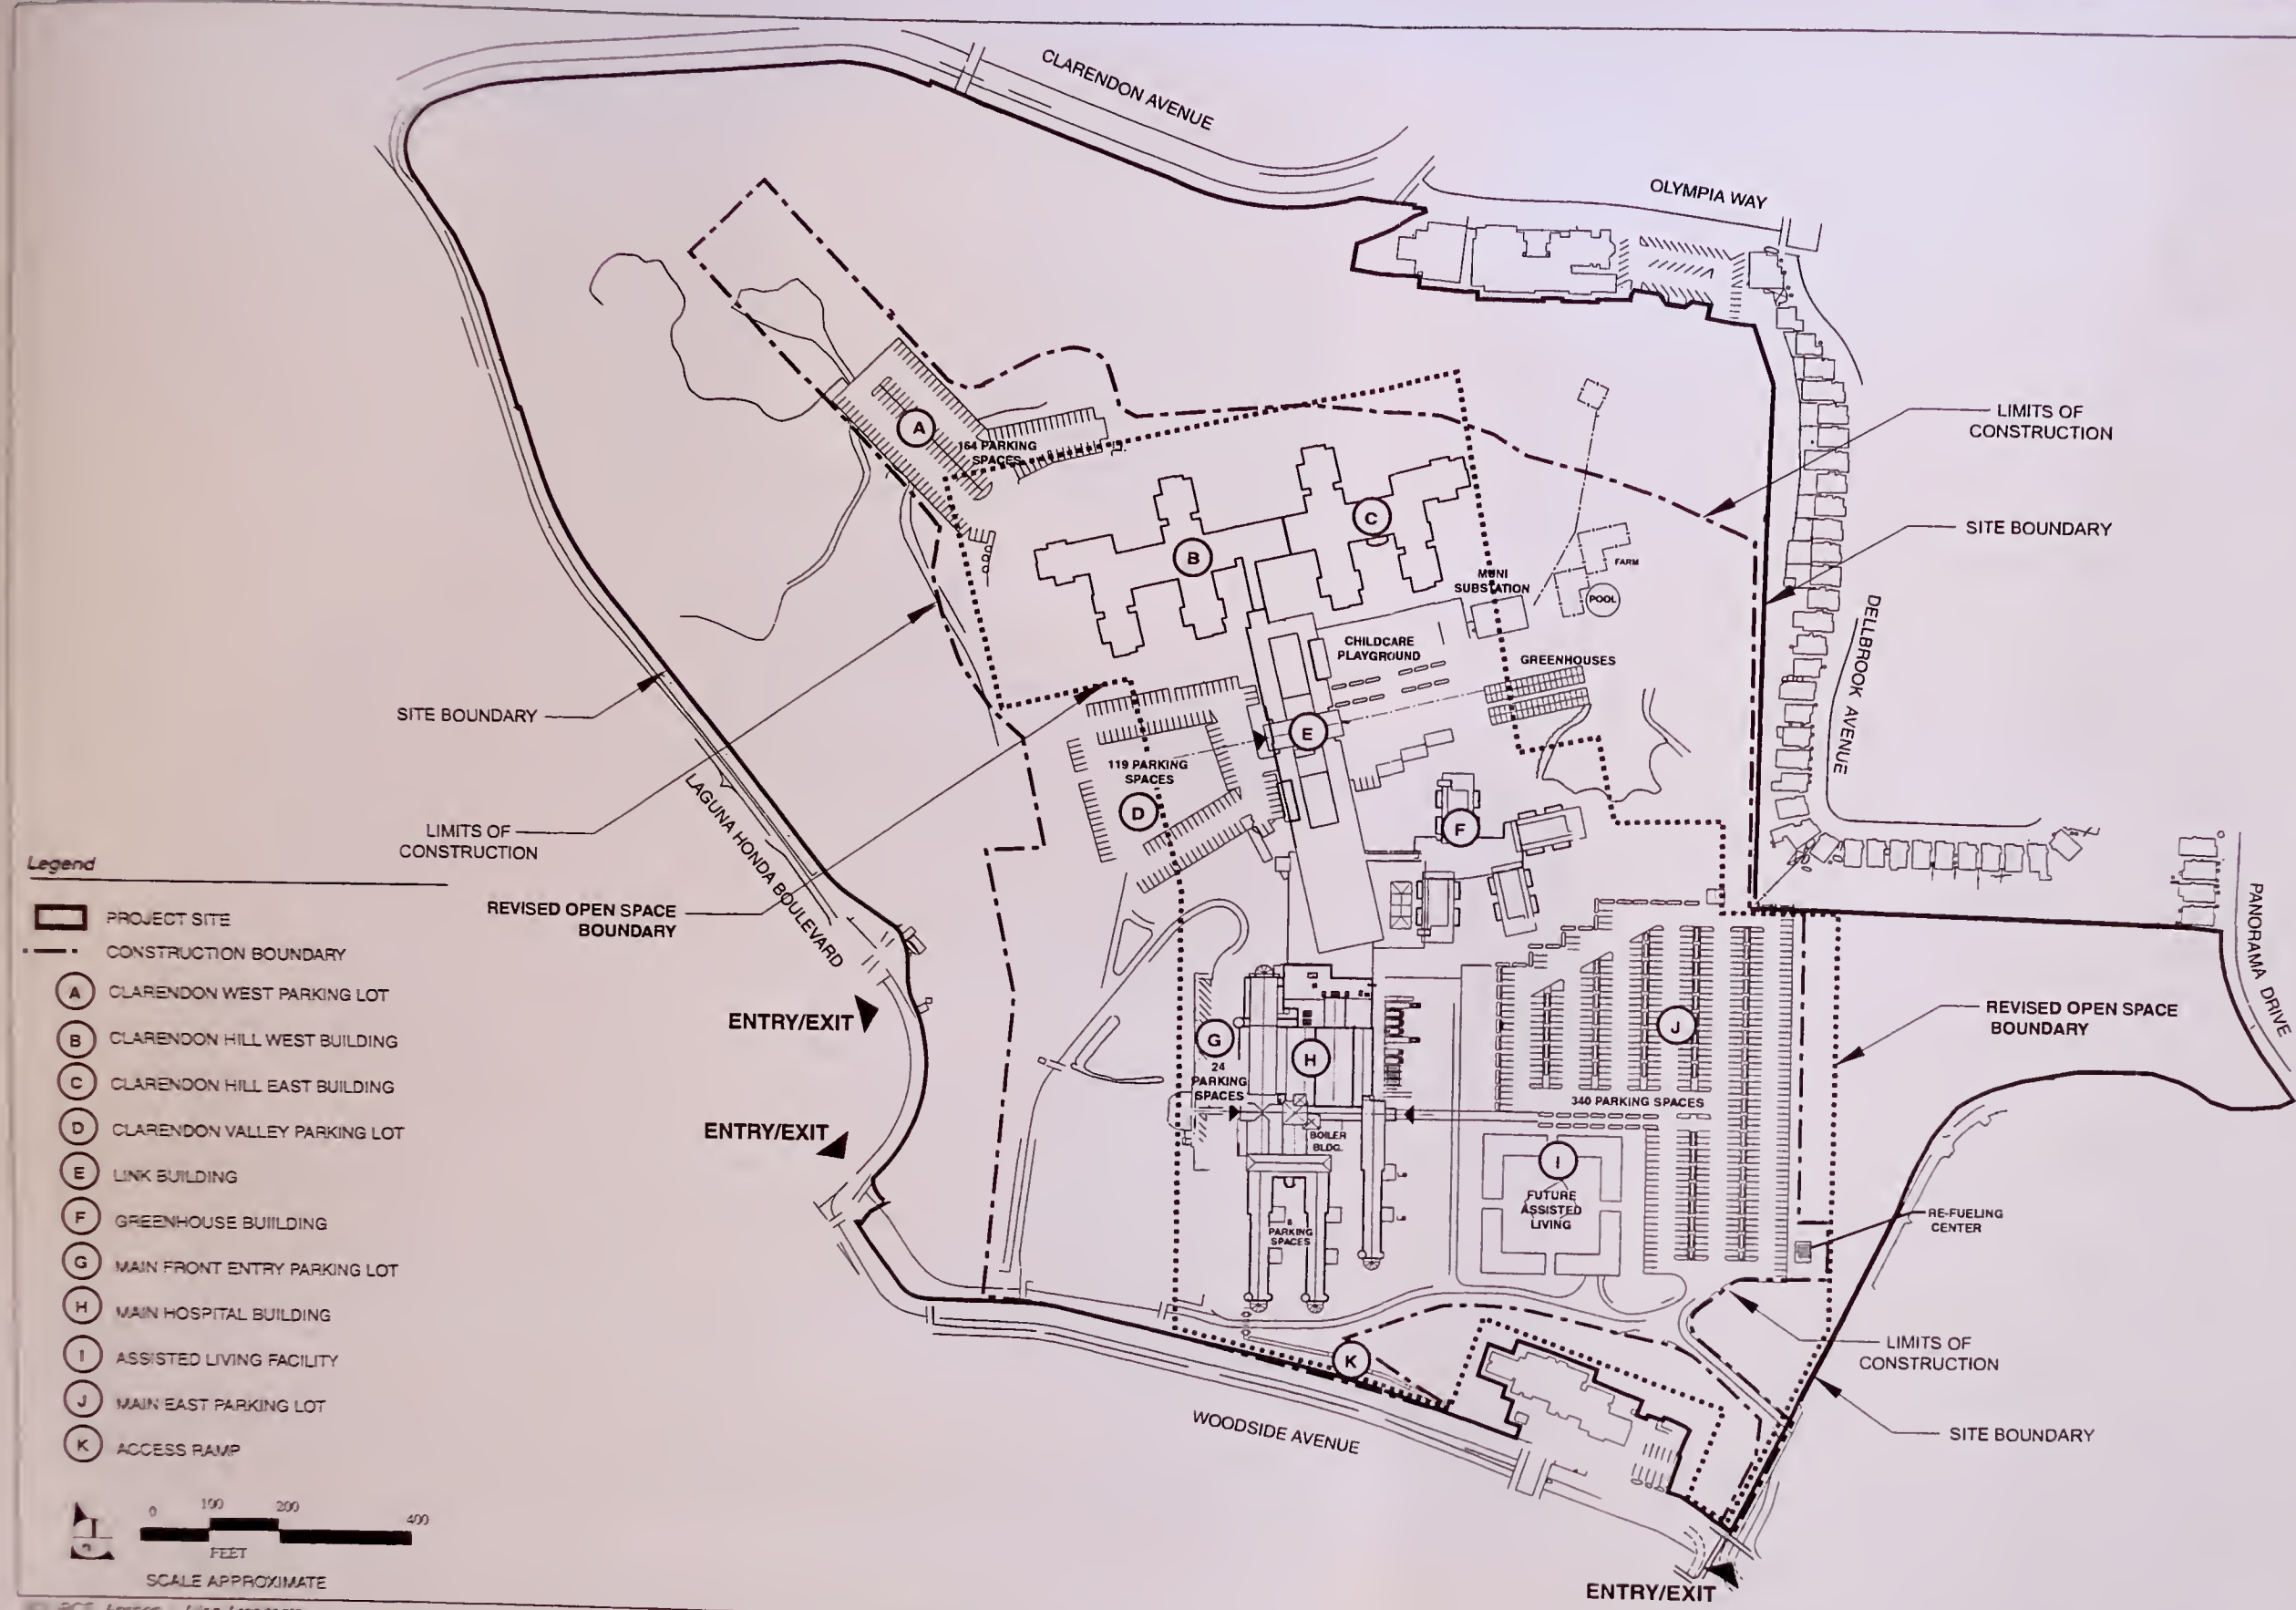 CLARENDON AVENUE
OLYMPIA WAY
LIMITS OF
CONSTRUCTION
SITE BOUNDARY
A
164 PARKING
SPACES
B
C
MUNI
SUBSTATION
FARM
POOL
CHILDCARE
PLAYGROUND
GREENHOUSES
DELLBROOK AVENUE
SITE BOUNDARY
E
119 PARKING
SPACES
D
F
LAGUNA HONDA BOULEVARD
LIMITS OF
CONSTRUCTION
REVISED OPEN SPACE
BOUNDARY
PANORAMA DRIVE
ENTRY/EXIT
ENTRY/EXIT
G
24
PARKING
SPACES
H
BOILER
BLDG.
8
PARKING
SPACES
J
340 PARKING SPACES
I
FUTURE
ASSISTED
LIVING
REVISED OPEN SPACE
BOUNDARY
RE-FUELING
CENTER
LIMITS OF
CONSTRUCTION
SITE BOUNDARY
K
WOODSIDE AVENUE
ENTRY/EXIT
Legend
PROJECT SITE
CONSTRUCTION BOUNDARY
A CLARENDON WEST PARKING LOT
B CLARENDON HILL WEST BUILDING
C CLARENDON HILL EAST BUILDING
D CLARENDON VALLEY PARKING LOT
E LINK BUILDING
F GREENHOUSE BUILDING
G MAIN FRONT ENTRY PARKING LOT
H MAIN HOSPITAL BUILDING
I ASSISTED LIVING FACILITY
J MAIN EAST PARKING LOT
K ACCESS RAMP
0 100 200 400
FEET
SCALE APPROXIMATE